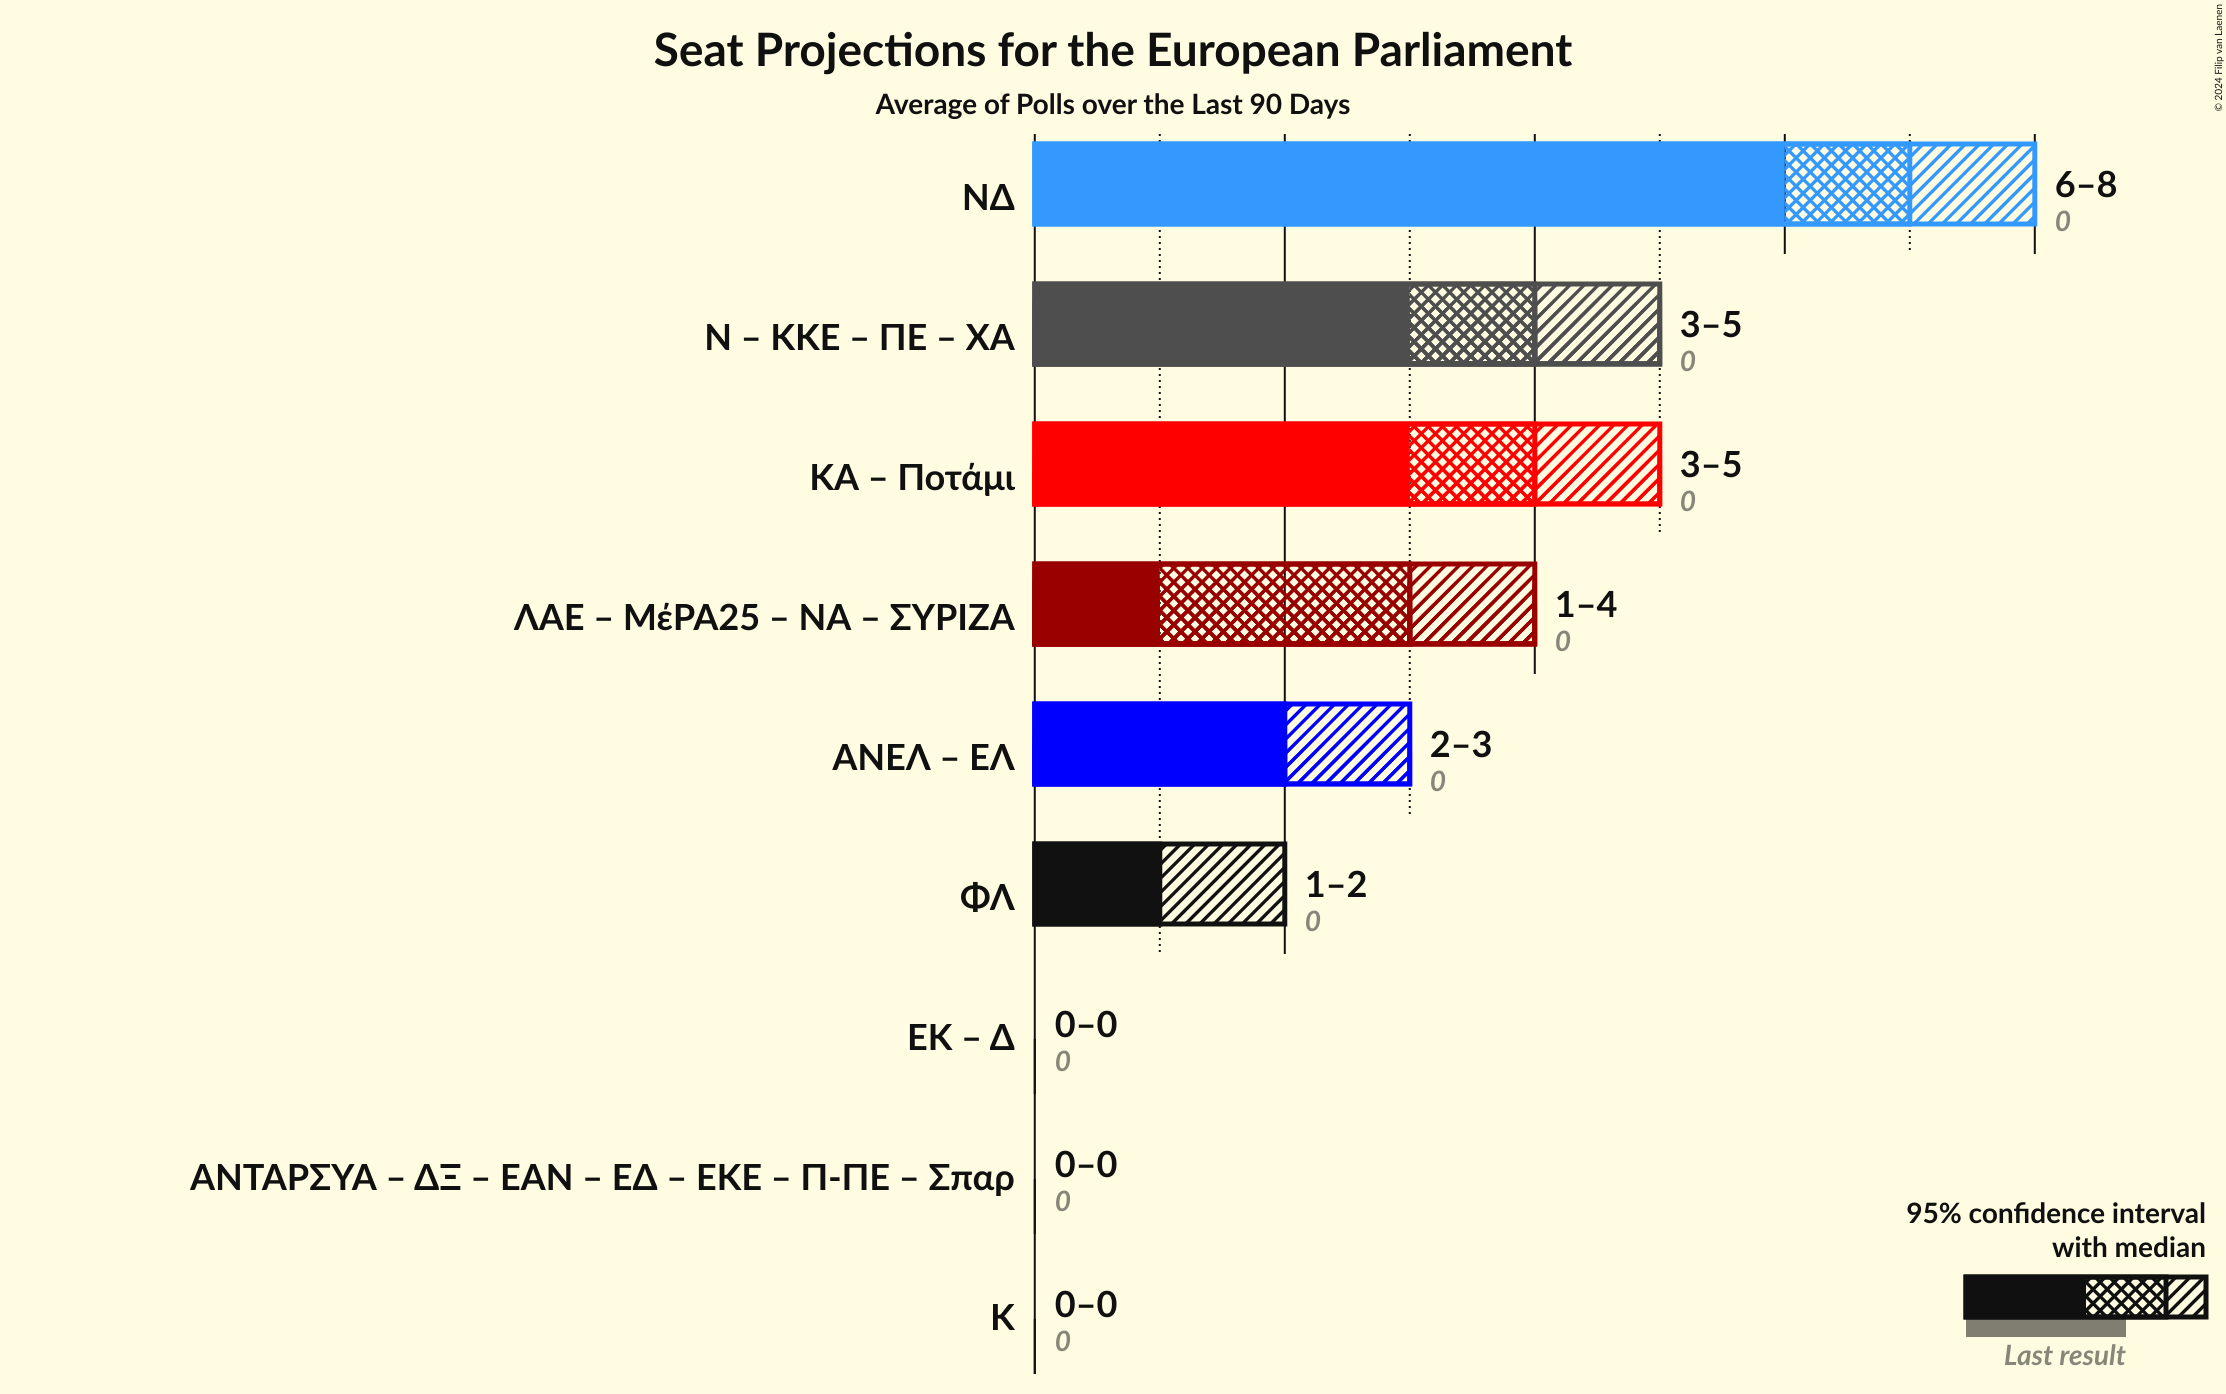 Seat Projections for the European Parliament
Average of Polls over the Last 90 Days
© 2024 Filip van Laenen
ΝΔ
6–8
0
Ν – ΚΚΕ – ΠΕ – ΧΑ
3–5
0
ΚΑ – Ποτάμι
3–5
0
ΛΑΕ – ΜέΡΑ25 – ΝΑ – ΣΥΡΙΖΑ
1–4
0
ΑΝΕΛ – ΕΛ
2–3
0
ΦΛ
1–2
0
ΕΚ – Δ
0–0
0
ΑΝΤΑΡΣΥΑ – ΔΞ – ΕΑΝ – ΕΔ – ΕΚΕ – Π-ΠΕ – Σπαρ
0–0
0
Κ
0–0
0
95% confidence interval
with median
Last result